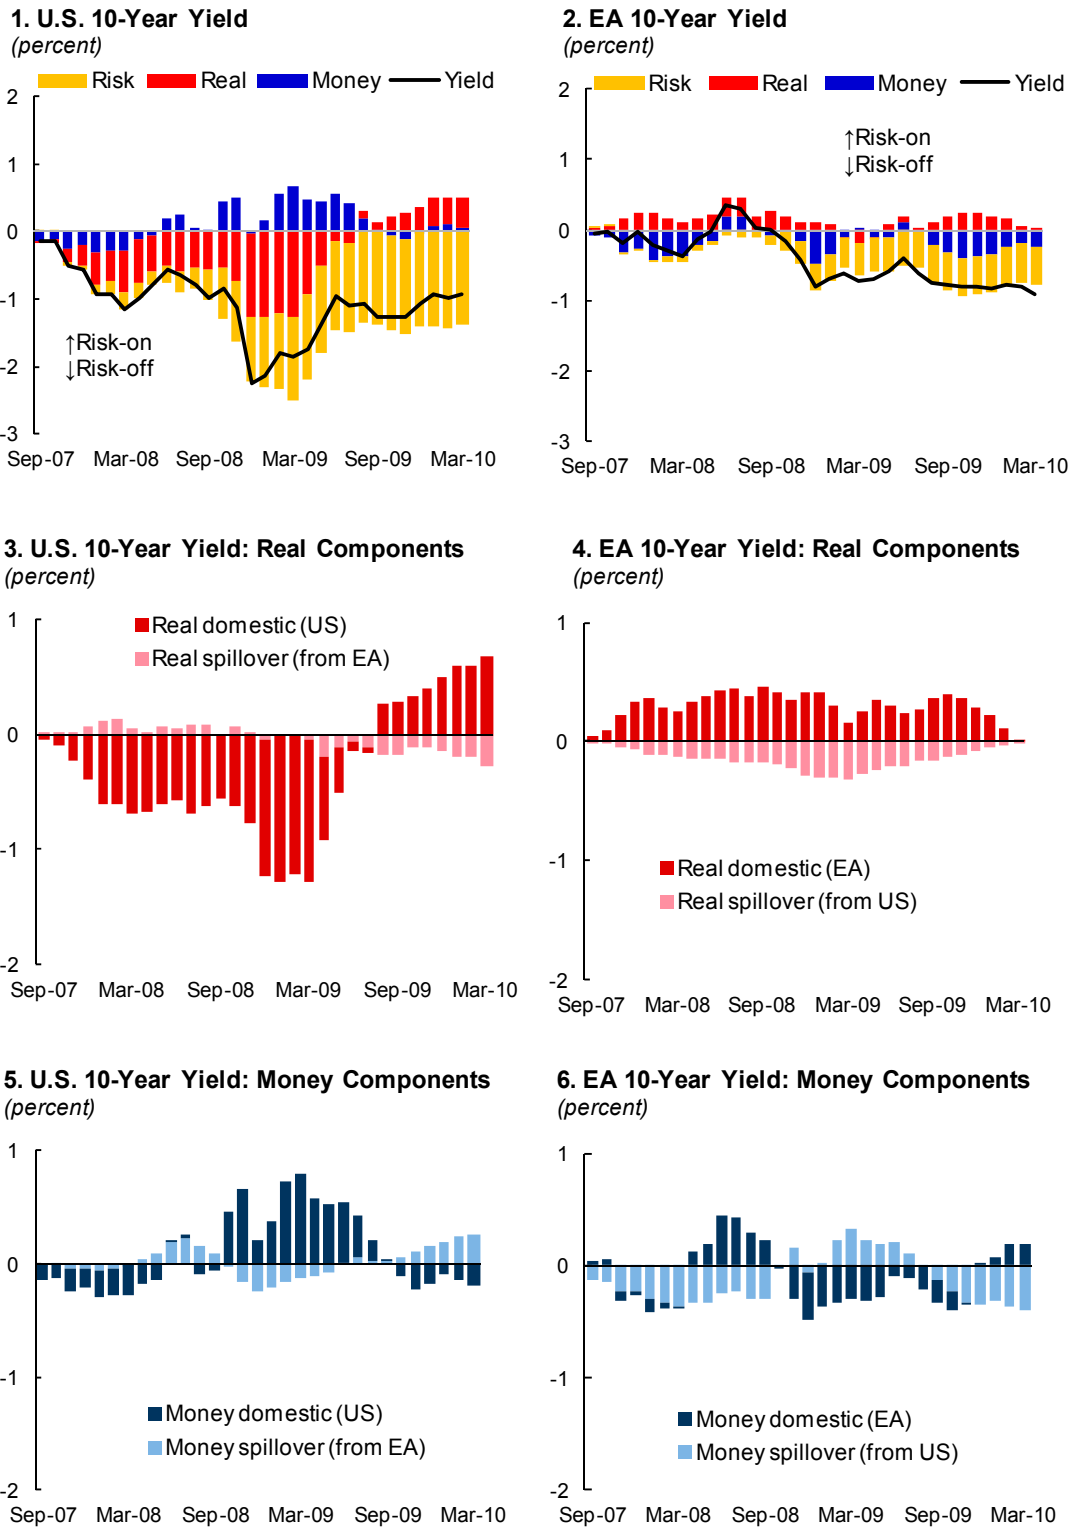 1. U.S. 10-Year Yield
(percent)
Risk Real Money Yield
2
1
0
-1
-2
-3
↑Risk-on
↓Risk-off
Sep-07 Mar-08 Sep-08 Mar-09 Sep-09 Mar-10
2. EA 10-Year Yield
(percent)
Risk Real Money Yield
2
1
0
-1
-2
-3
↑Risk-on
↓Risk-off
Sep-07 Mar-08 Sep-08 Mar-09 Sep-09 Mar-10
3. U.S. 10-Year Yield: Real Components
(percent)
1
0
-1
-2
Real domestic (US)
Real spillover (from EA)
Sep-07 Mar-08 Sep-08 Mar-09 Sep-09 Mar-10
4. EA 10-Year Yield: Real Components
(percent)
1
0
-1
-2
Real domestic (EA)
Real spillover (from US)
Sep-07 Mar-08 Sep-08 Mar-09 Sep-09 Mar-10
5. U.S. 10-Year Yield: Money Components
(percent)
1
0
-1
-2
Money domestic (US)
Money spillover (from EA)
Sep-07 Mar-08 Sep-08 Mar-09 Sep-09 Mar-10
6. EA 10-Year Yield: Money Components
(percent)
1
0
-1
-2
Money domestic (EA)
Money spillover (from US)
Sep-07 Mar-08 Sep-08 Mar-09 Sep-09 Mar-10